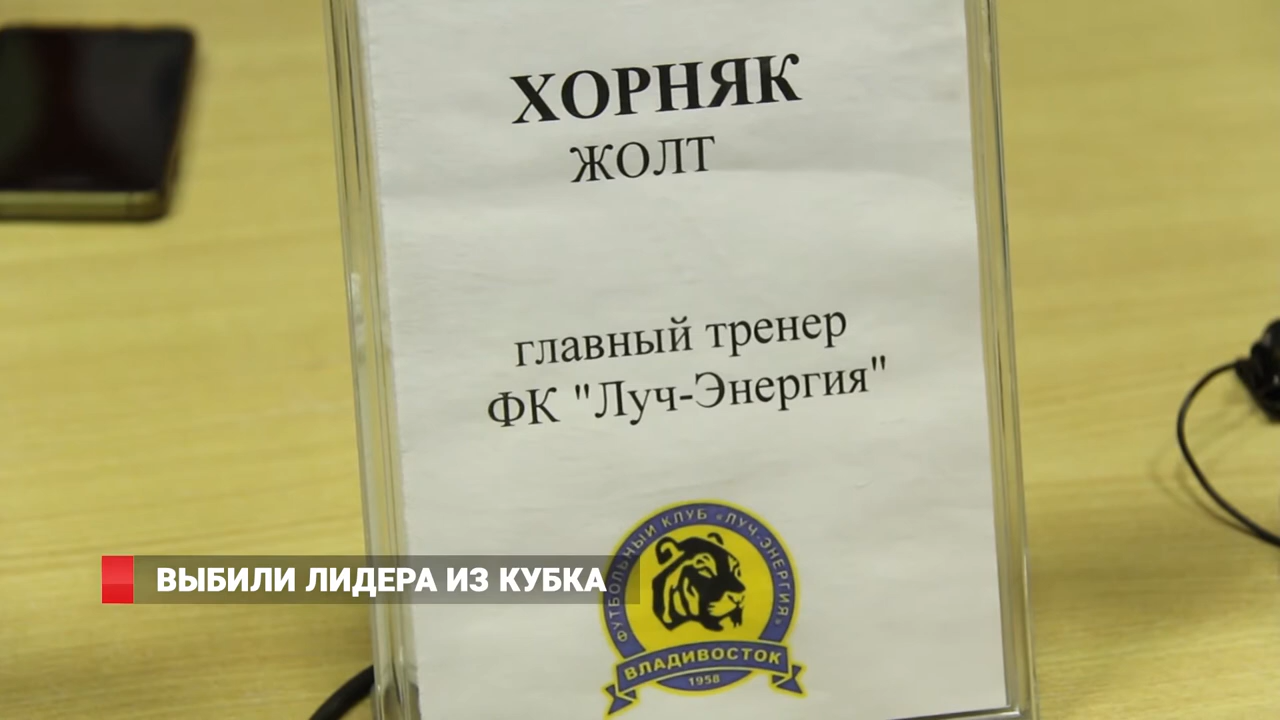 ХОРНЯК
ЖОЛТ
главный тренер
ФК "Луч-Энергия"
ФУТБОЛЬНЫЙ КЛУБ «ЛУЧ-ЭНЕРГИЯ»
ВЛАДИВОСТОК
1958
ВЫБИЛИ ЛИДЕРА ИЗ КУБКА